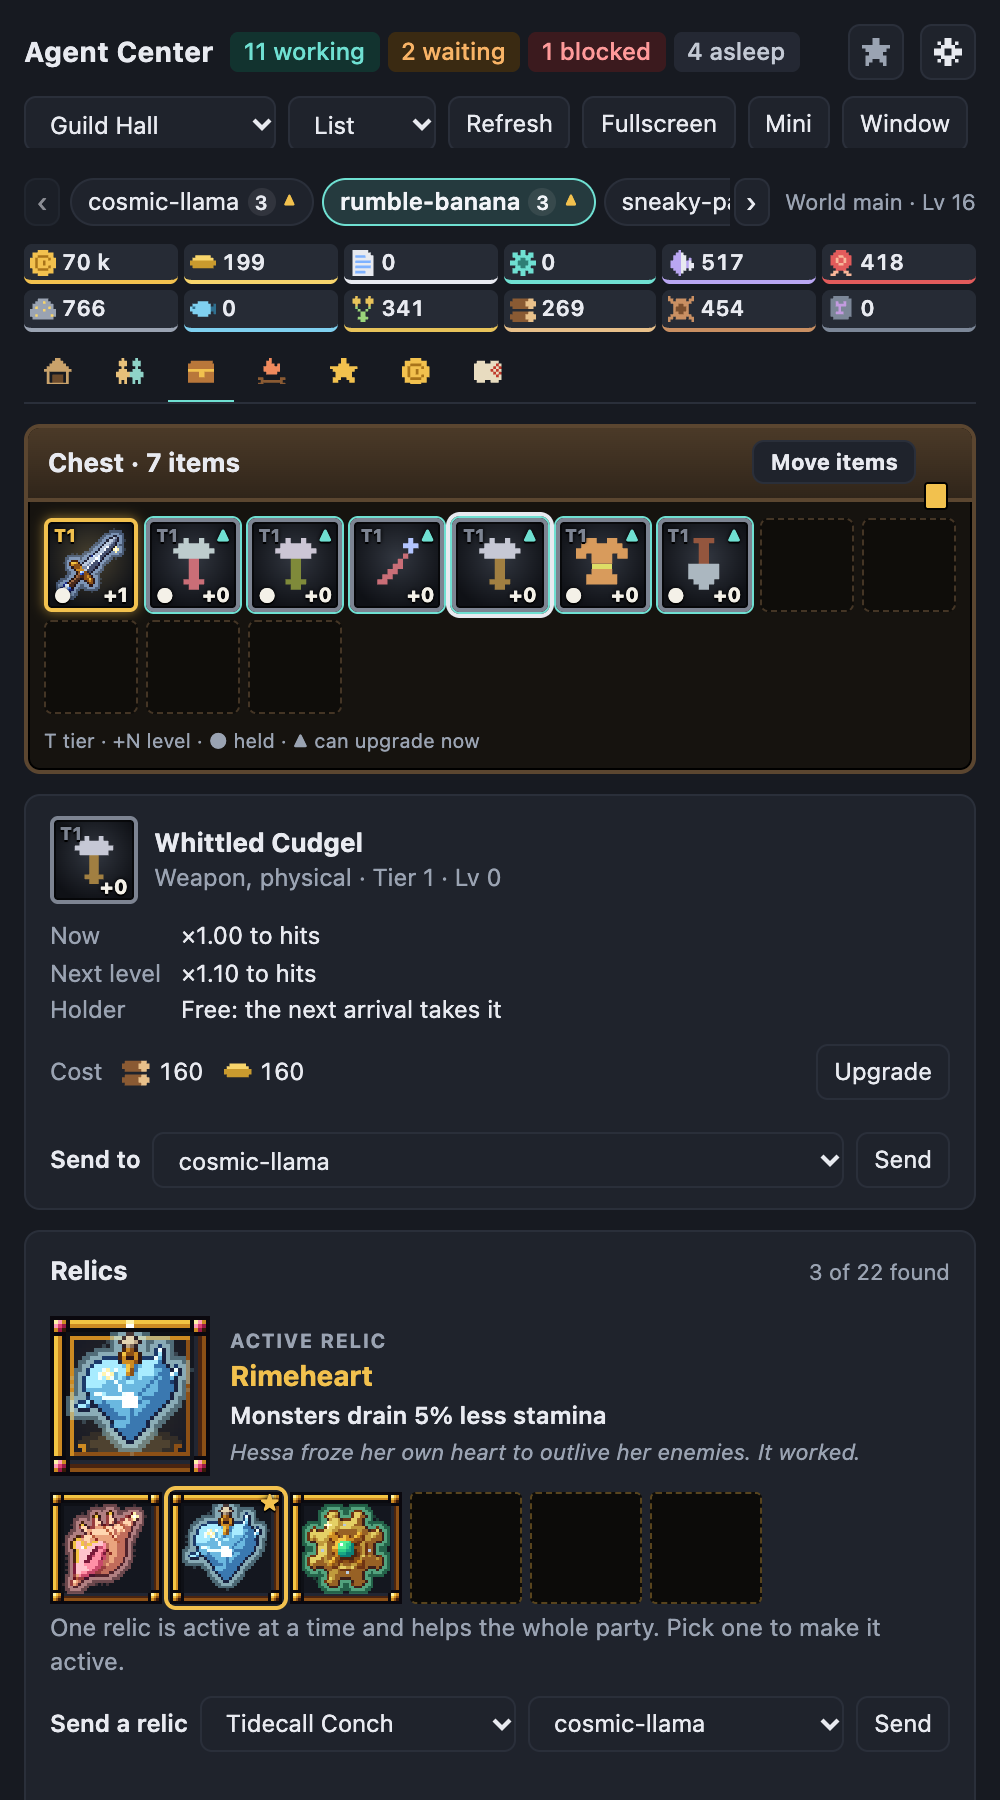 Agent Center 11 working 2 waiting 1 blocked 4 asleep
Guild Hall List Refresh Fullscreen Mini Window
‹ cosmic-llama 3 ▲ rumble-banana 3 ▲ sneaky-pa › World main · Lv 16
70 k 199 0 0 517 418
766 0 341 269 454 0
Chest · 7 items Move items
T1 T1 T1 T1 T1 T1 T1
+1 +0 +0 +0 +0 +0 +0
T tier · +N level · ● held · ▲ can upgrade now
T1 +0
Whittled Cudgel
Weapon, physical · Tier 1 · Lv 0
Now ×1.00 to hits
Next level ×1.10 to hits
Holder Free: the next arrival takes it
Cost 160 160 Upgrade
Send to cosmic-llama Send
Relics 3 of 22 found
ACTIVE RELIC
Rimeheart
Monsters drain 5% less stamina
Hessa froze her own heart to outlive her enemies. It worked.
One relic is active at a time and helps the whole party. Pick one to make it
active.
Send a relic Tidecall Conch cosmic-llama Send